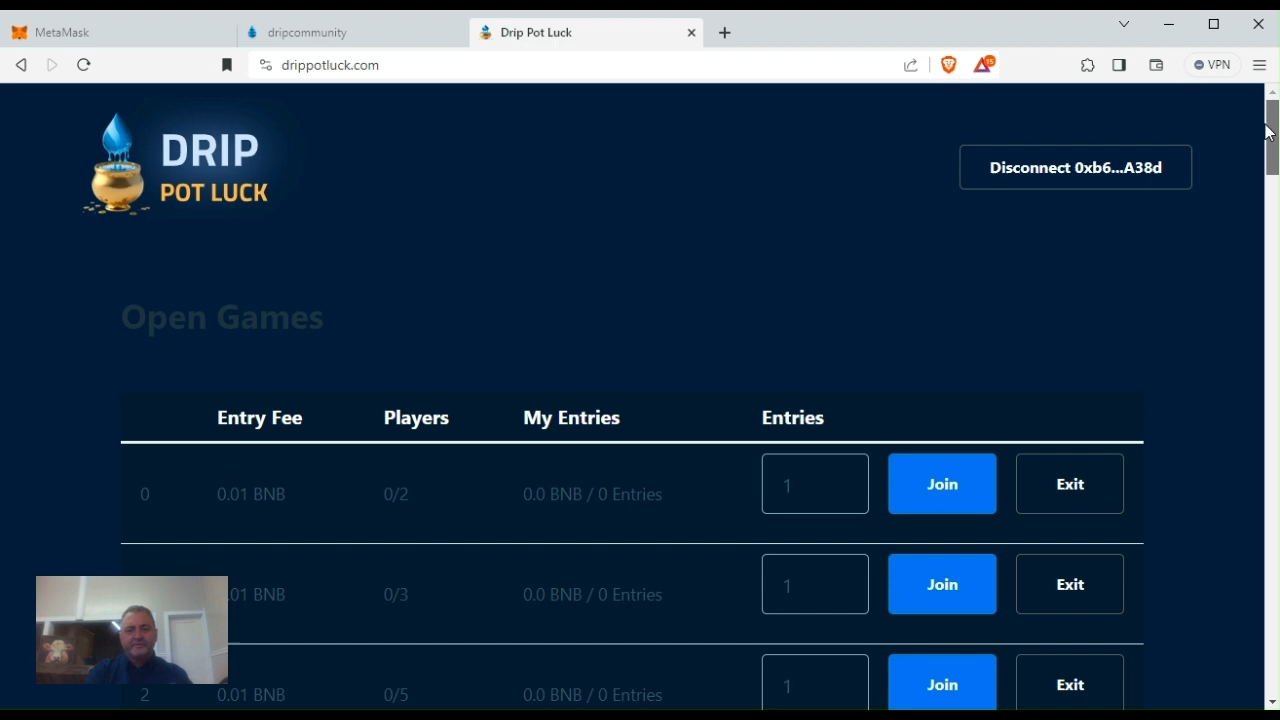 MetaMask
dripcommunity
Drip Pot Luck
drippotluck.com
15
VPN
DRIP
POT LUCK
Disconnect 0xb6...A38d
Open Games
Entry Fee Players My Entries Entries
0 0.01 BNB 0/2 0.0 BNB / 0 Entries 1 Join Exit
.01 BNB 0/3 0.0 BNB / 0 Entries 1 Join Exit
2 0.01 BNB 0/5 0.0 BNB / 0 Entries 1 Join Exit